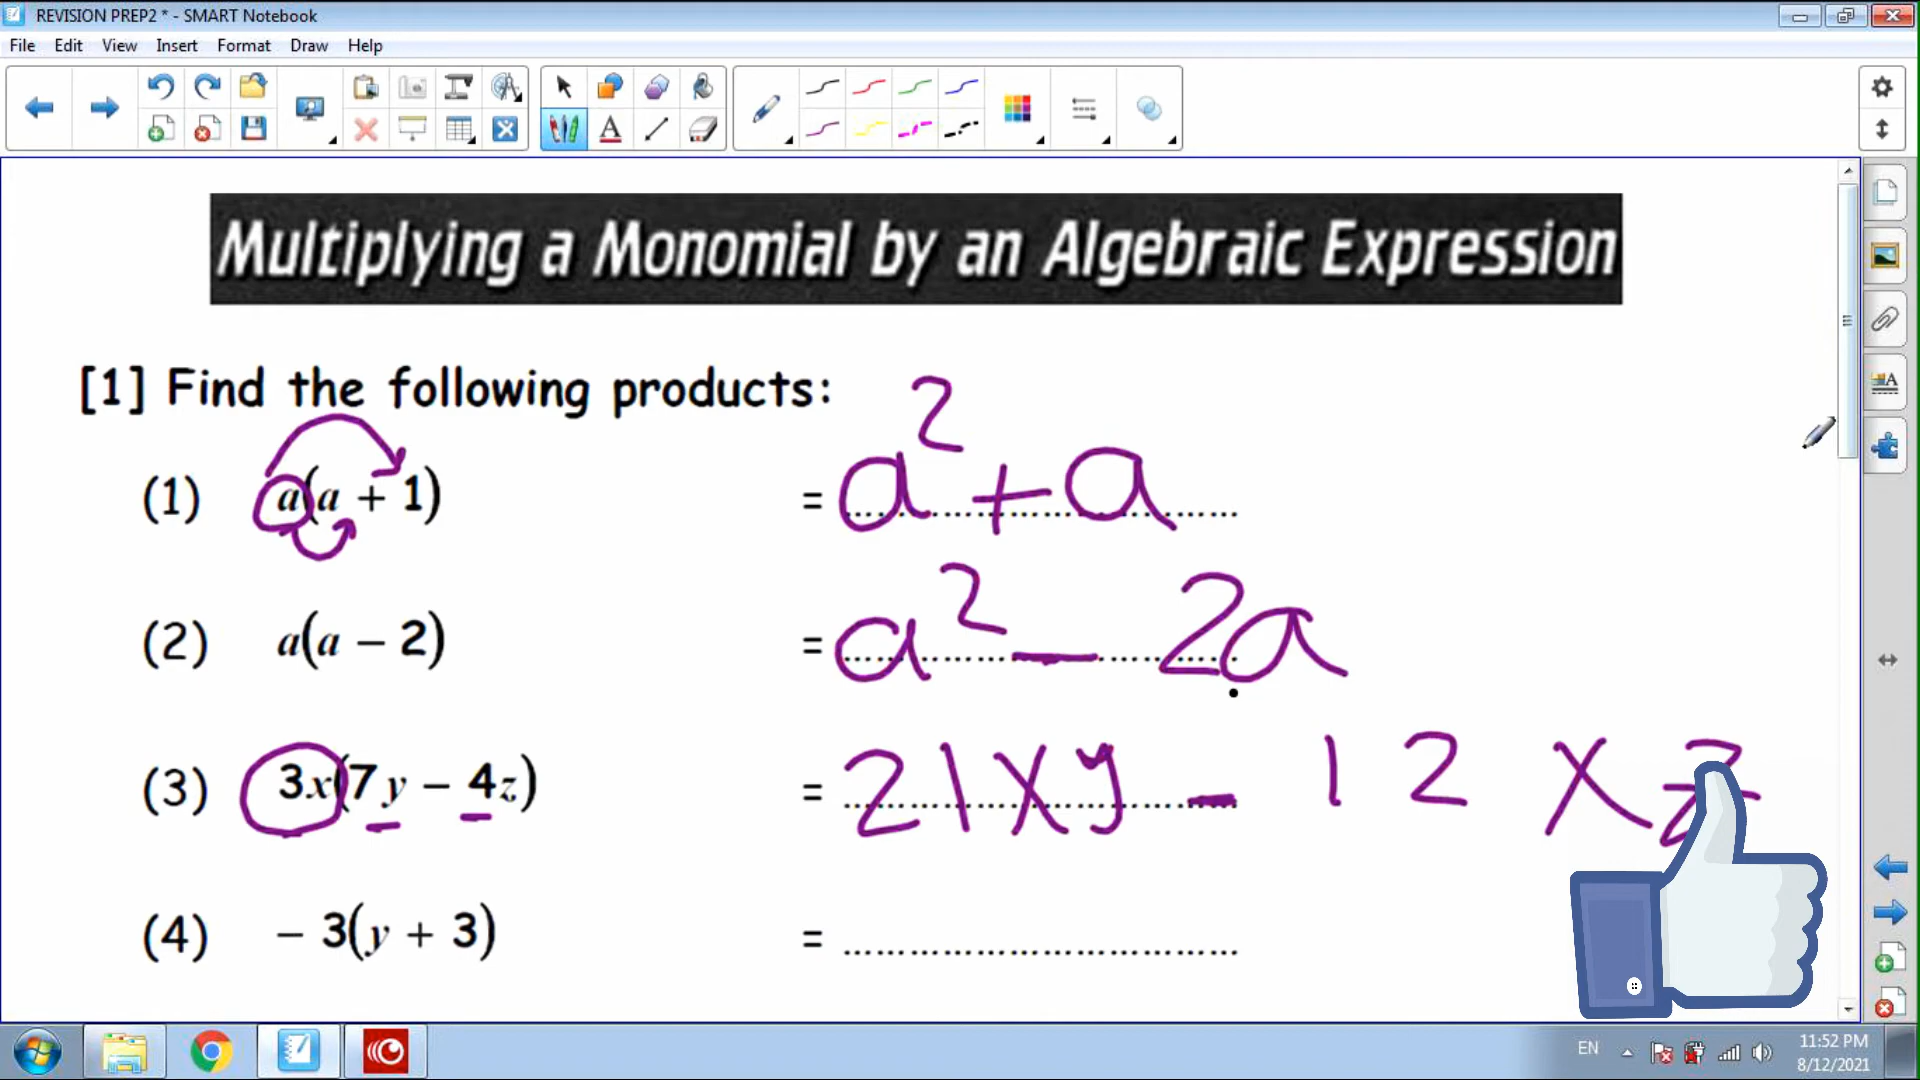 REVISION PREP2 * - SMART Notebook
File Edit View Insert Format Draw Help
Multiplying a Monomial by an Algebraic Expression
[1] Find the following products:
(1) a(a + 1) = a² + a
(2) a(a – 2) = a² – 2a
(3) 3x(7y – 4z) = 21xy – 12xz
(4) – 3(y + 3) = ....................................
EN
11:52 PM
8/12/2021